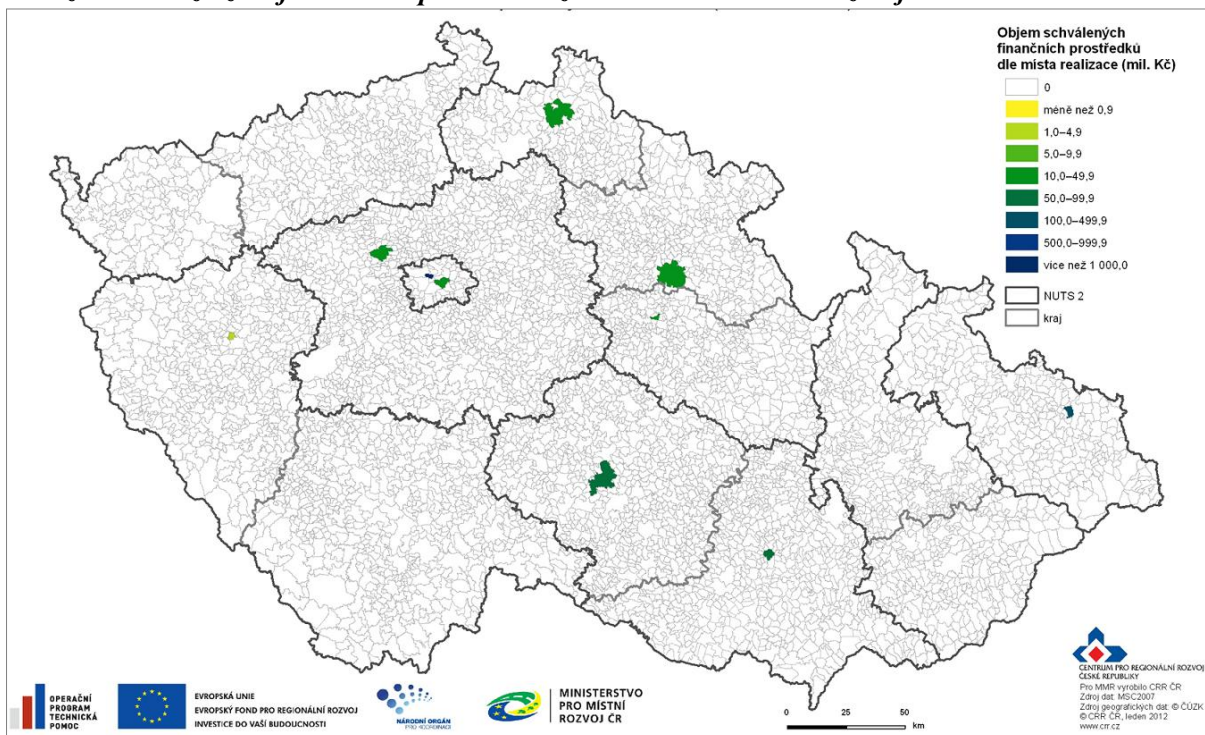 Objem schválených
finančních prostředků
dle místa realizace (mil. Kč)
0
méně než 0,9
1,0–4,9
5,0–9,9
10,0–49,9
50,0–99,9
100,0–499,9
500,0–999,9
více než 1 000,0
NUTS 2
kraj
OPERAČNÍ
PROGRAM
TECHNICKÁ
POMOC
EVROPSKÁ UNIE
EVROPSKÝ FOND PRO REGIONÁLNÍ ROZVOJ
INVESTICE DO VAŠÍ BUDOUCNOSTI
NÁRODNÍ ORGÁN
PRO KOORDINACI
MINISTERSTVO
PRO MÍSTNÍ
ROZVOJ ČR
0 25 50
km
CENTRUM PRO REGIONÁLNÍ ROZVOJ
ČESKÉ REPUBLIKY
Pro MMR vyrobilo CRR ČR
Zdroj dat: MSC2007
Zdroj geografických dat: © ČÚZK
© CRR ČR, leden 2012
www.crr.cz